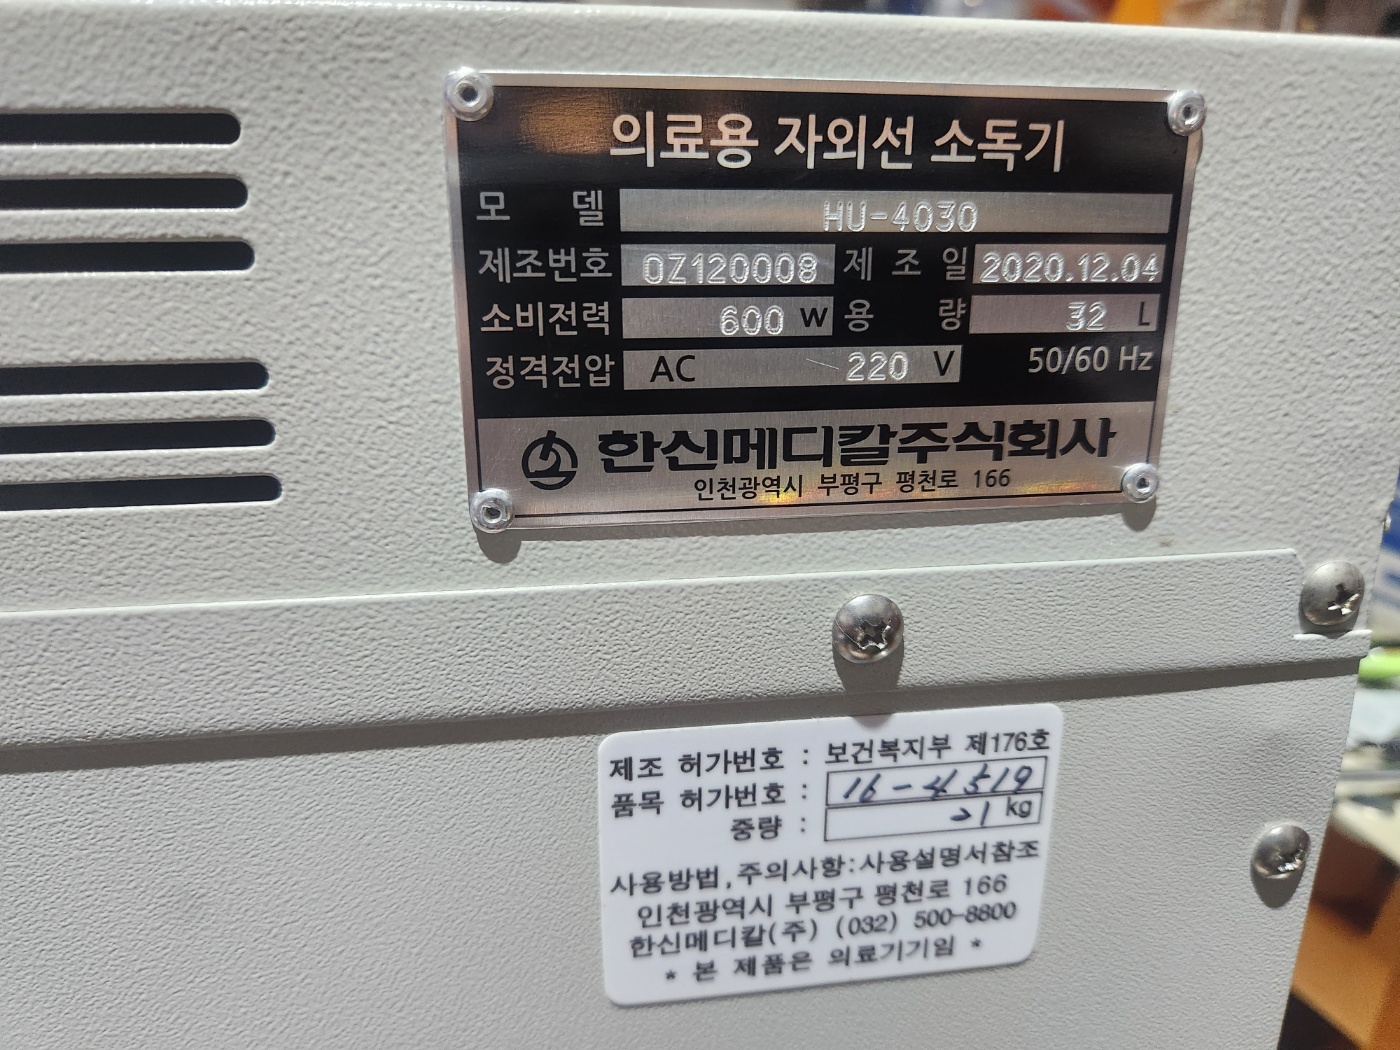 의료용 자외선 소독기
모 델 HU-4030
제조번호 0Z120008 제 조 일 2020.12.04
소비전력 600 W 용 량 32 L
정격전압 AC 220 V 50/60 Hz
한신메디칼주식회사
인천광역시 부평구 평천로 166
제조 허가번호 : 보건복지부 제176호
품목 허가번호 : 16-4519
중량 : 21 kg
사용방법,주의사항:사용설명서참조
인천광역시 부평구 평천로 166
한신메디칼(주) (032) 500-8800
* 본 제품은 의료기기임 *